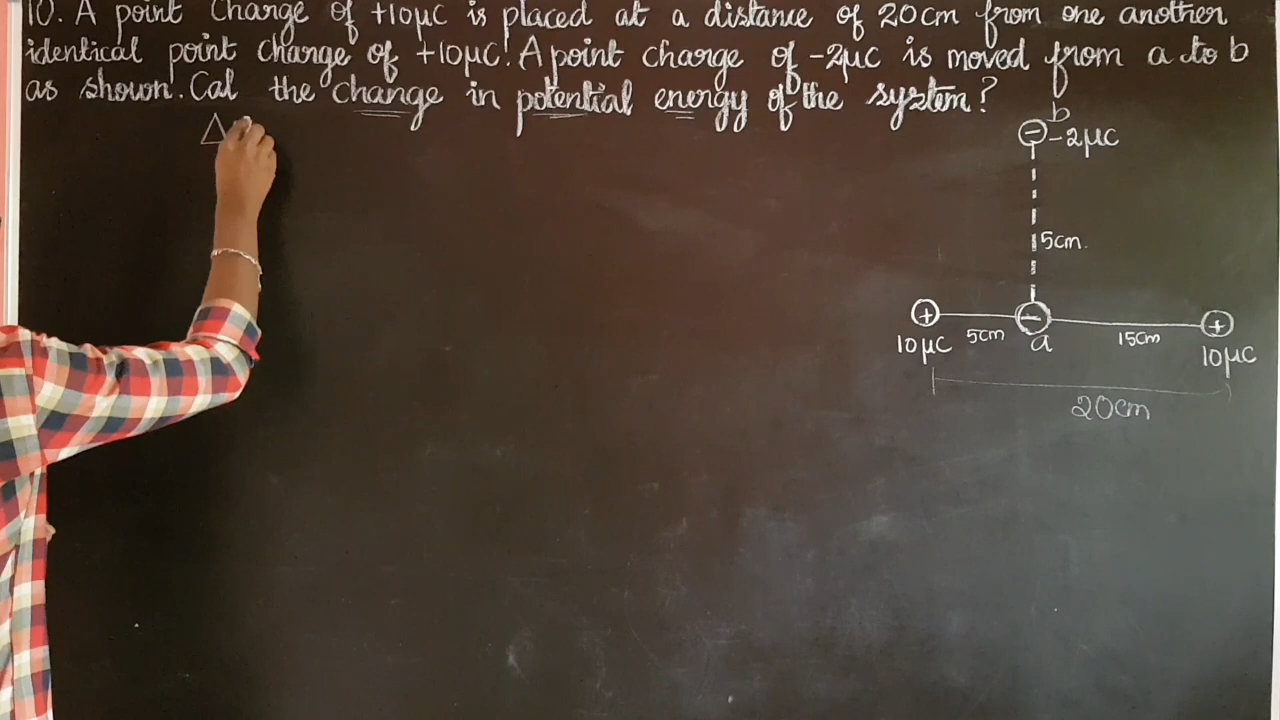 10. A point Charge of +10μC is placed at a distance of 20cm from one another
identical point charge of +10μC. A point charge of -2μC is moved from a to b
as shown. Cal the change in potential energy of the system?
Δ
b
- -2μC
5cm.
+ - +
5cm a 15cm
10μC 10μC
20cm